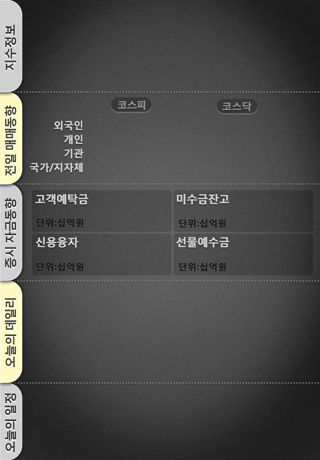 지수정보
전일 매매동향
코스피
코스닥
외국인
개인
기관
국가/지자체
증시 자금동향
고객예탁금
미수금잔고
단위:십억원
단위:십억원
신용융자
선물예수금
단위:십억원
단위:십억원
오늘의 데일리
오늘의 일정